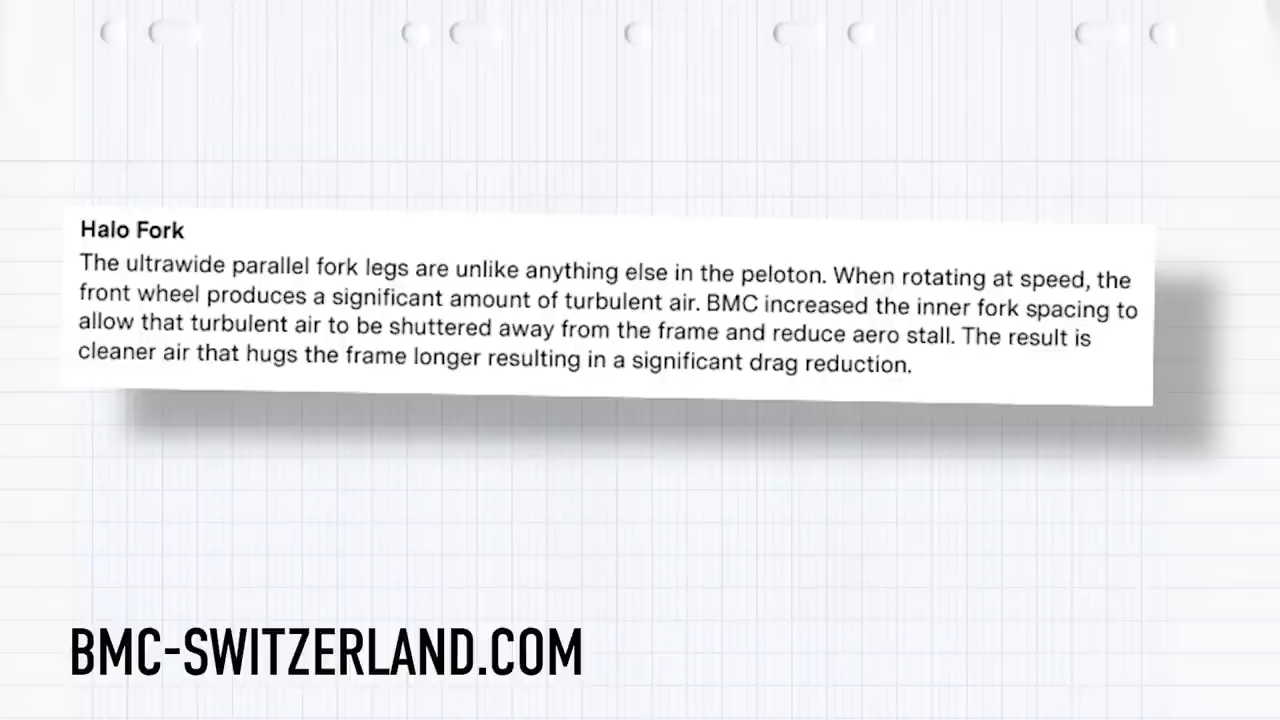 Halo Fork
The ultrawide parallel fork legs are unlike anything else in the peloton. When rotating at speed, the
front wheel produces a significant amount of turbulent air. BMC increased the inner fork spacing to
allow that turbulent air to be shuttered away from the frame and reduce aero stall. The result is
cleaner air that hugs the frame longer resulting in a significant drag reduction.
BMC-SWITZERLAND.COM